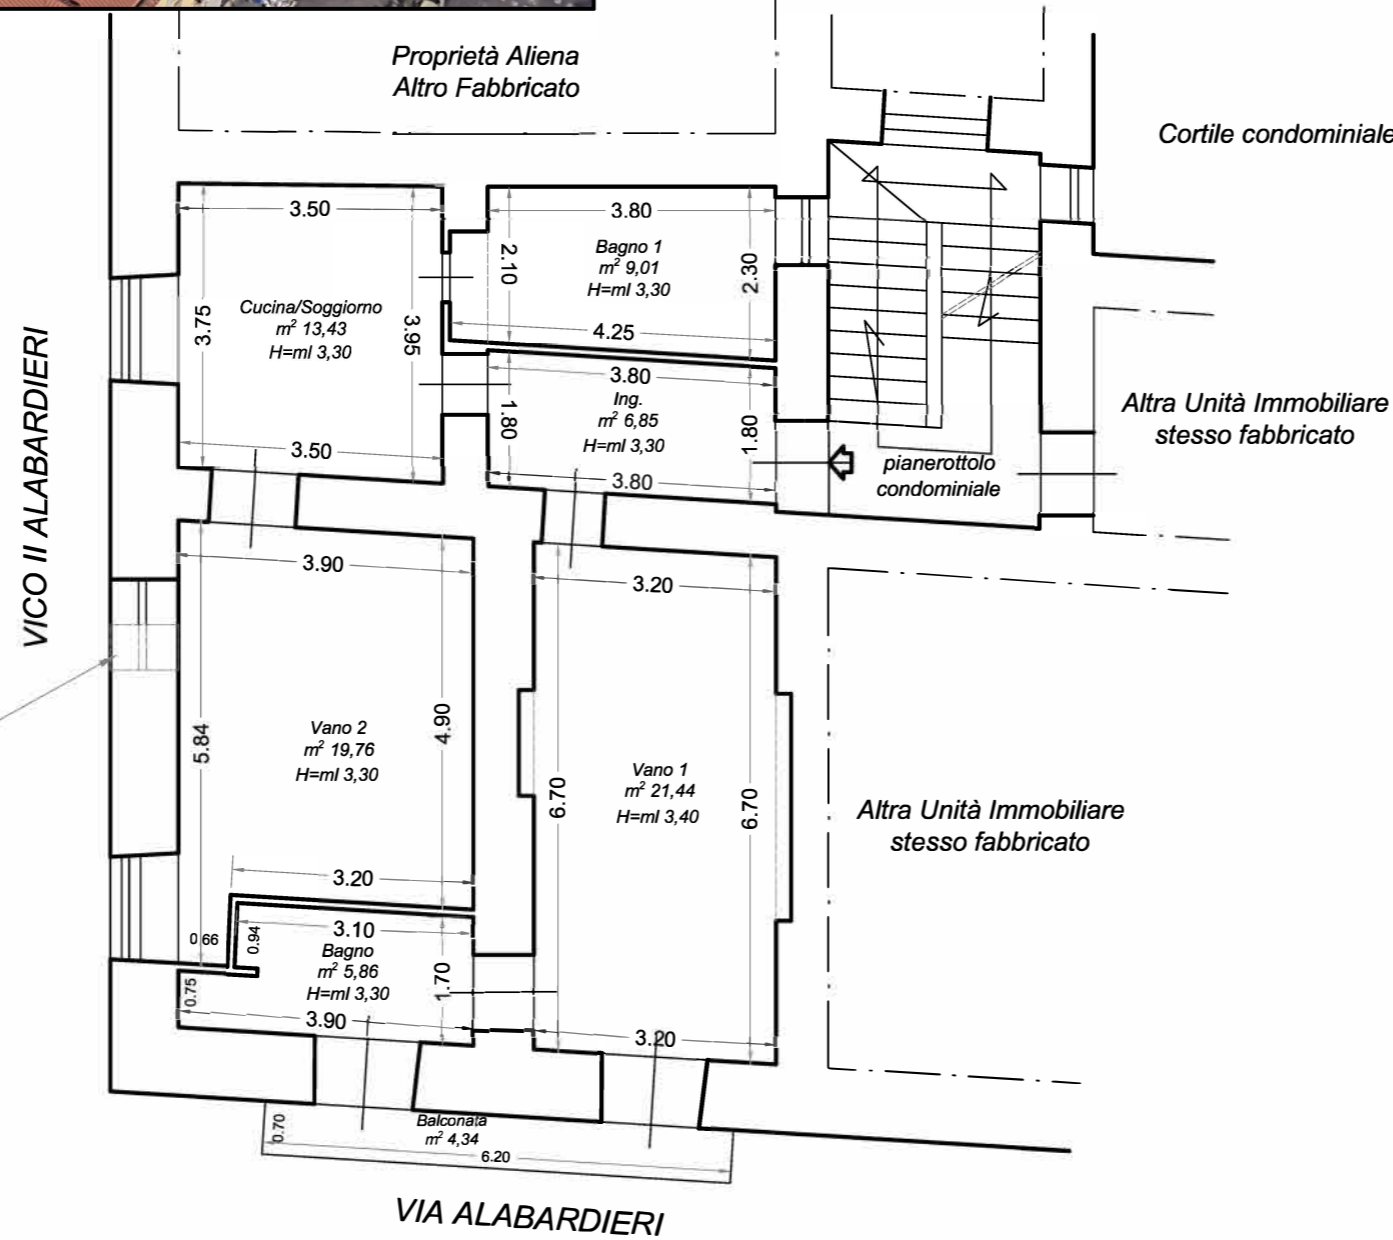 Proprietà Aliena
Altro Fabbricato
Cortile condominiale
3.50
3.80
2.10
Bagno 1
m² 9,01
H=ml 3,30
2.30
Cucina/Soggiorno
m² 13,43
H=ml 3,30
3.75
3.95
4.25
3.80
Ing.
m² 6,85
H=ml 3,30
1.80
1.80
3.50
3.80
pianerottolo
condominiale
Altra Unità Immobiliare
stesso fabbricato
VICO II ALABARDIERI
3.90
3.20
5.84
4.90
Vano 2
m² 19,76
H=ml 3,30
6.70
Vano 1
m² 21,44
H=ml 3,40
6.70
Altra Unità Immobiliare
stesso fabbricato
3.20
3.10
0.66
0.94
Bagno
m² 5,86
H=ml 3,30
1.70
0.75
3.90
3.20
Balconata
m² 4,34
0.70
6.20
VIA ALABARDIERI